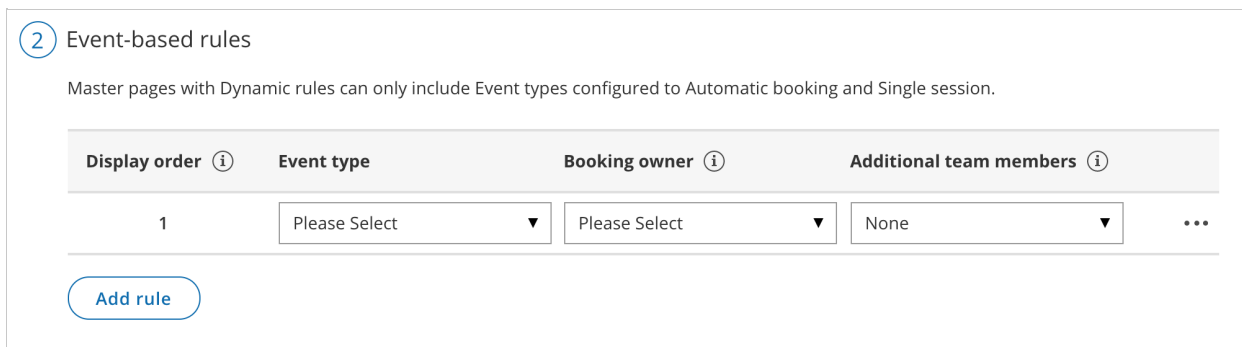 2 Event-based rules
Master pages with Dynamic rules can only include Event types configured to Automatic booking and Single session.
Display order i Event type Booking owner i Additional team members i
1 Please Select Please Select None
Add rule